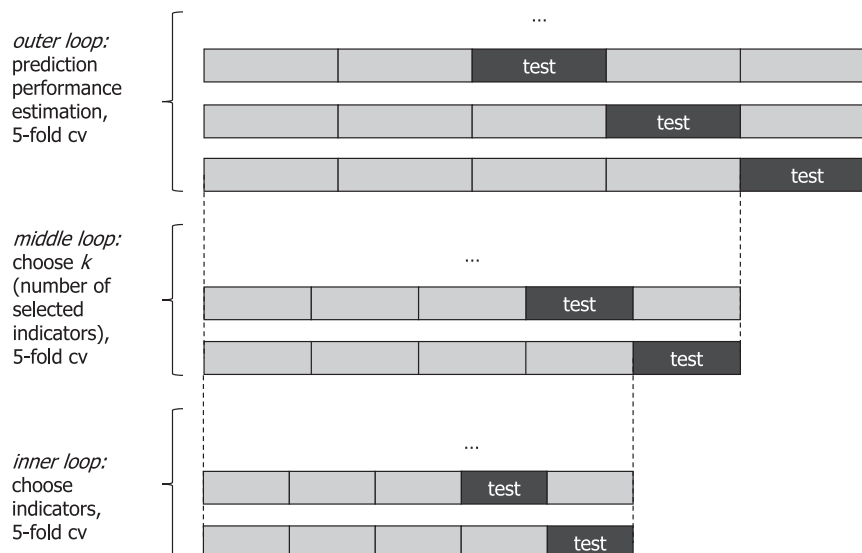 ...
outer loop:
prediction
performance
estimation,
5-fold cv
test
test
test
middle loop:
choose k
(number of
selected
indicators),
5-fold cv
...
test
test
inner loop:
choose
indicators,
5-fold cv
...
test
test